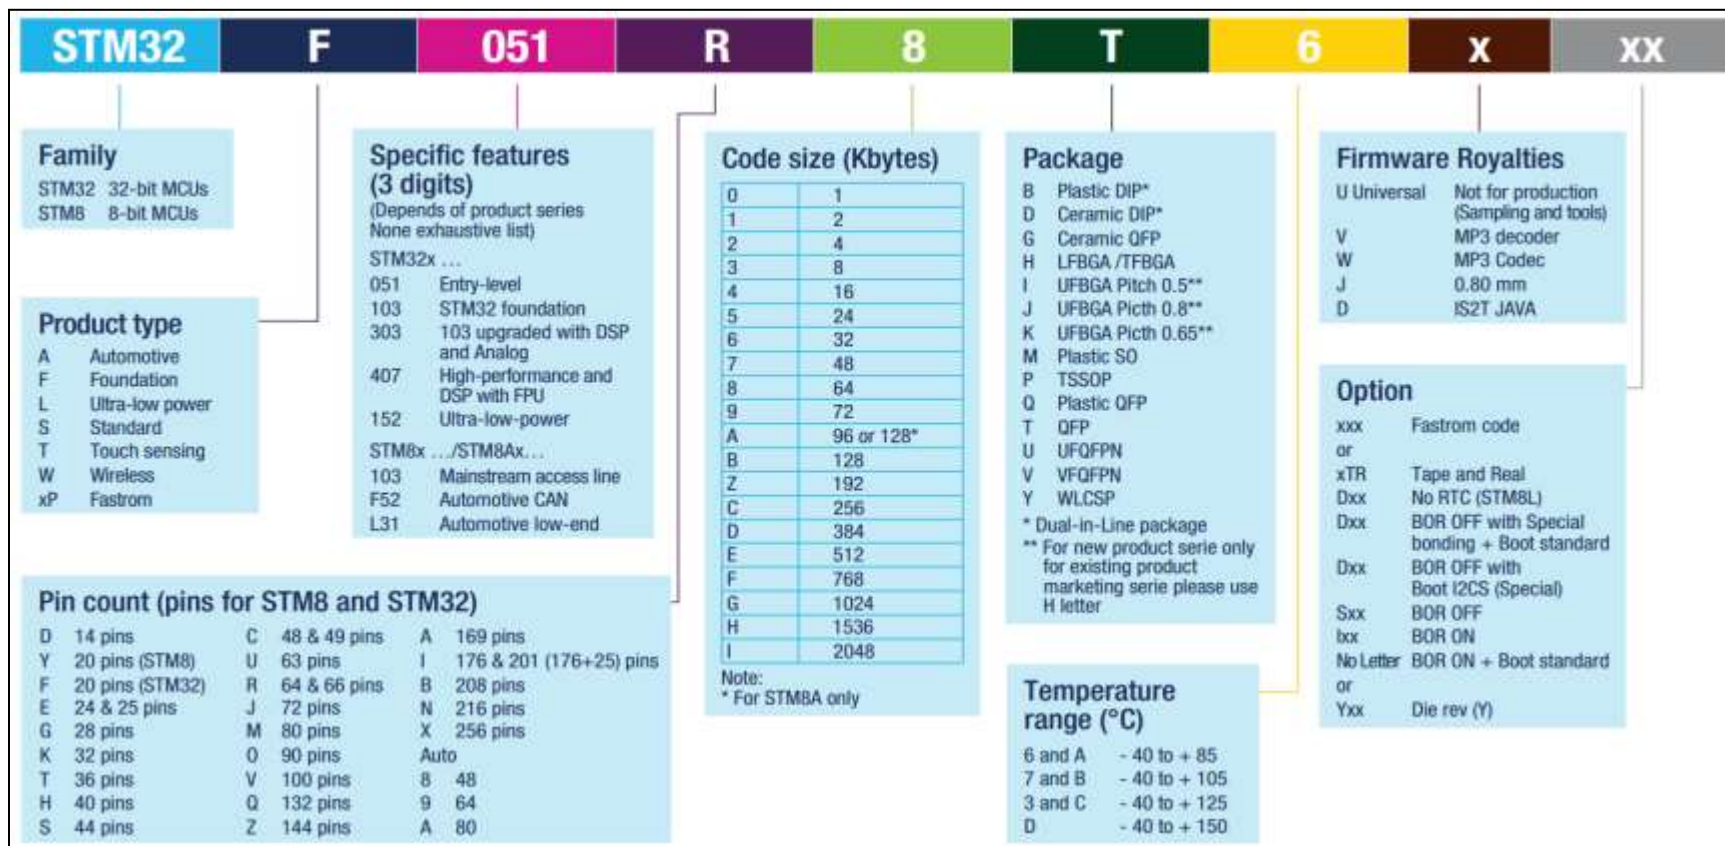 STM32 F 051 R 8 T 6 x xx
Family
STM32 32-bit MCUs
STM8 8-bit MCUs
Product type
A Automotive
F Foundation
L Ultra-low power
S Standard
T Touch sensing
W Wireless
xP Fastrom
Specific features
(3 digits)
(Depends of product series
None exhaustive list)
STM32x ...
051 Entry-level
103 STM32 foundation
303 103 upgraded with DSP
and Analog
407 High-performance and
DSP with FPU
152 Ultra-low-power
STM8x .../STM8Ax...
103 Mainstream access line
F52 Automotive CAN
L31 Automotive low-end
Pin count (pins for STM8 and STM32)
D 14 pins
Y 20 pins (STM8)
F 20 pins (STM32)
E 24 & 25 pins
G 28 pins
K 32 pins
T 36 pins
H 40 pins
S 44 pins
C 48 & 49 pins
U 63 pins
R 64 & 66 pins
J 72 pins
M 80 pins
O 90 pins
V 100 pins
Q 132 pins
Z 144 pins
A 169 pins
I 176 & 201 (176+25) pins
B 208 pins
N 216 pins
X 256 pins
Auto
8 48
9 64
A 80
Code size (Kbytes)
0 1
1 2
2 4
3 8
4 16
5 24
6 32
7 48
8 64
9 72
A 96 or 128*
B 128
Z 192
C 256
D 384
E 512
F 768
G 1024
H 1536
I 2048
Note:
* For STM8A only
Package
B Plastic DIP*
D Ceramic DIP*
G Ceramic QFP
H LFBGA /TFBGA
I UFBGA Pitch 0.5**
J UFBGA Picth 0.8**
K UFBGA Picth 0.65**
M Plastic SO
P TSSOP
Q Plastic QFP
T QFP
U UFQFPN
V VFQFPN
Y WLCSP
* Dual-in-Line package
** For new product serie only
for existing product
marketing serie please use
H letter
Temperature
range (°C)
6 and A - 40 to + 85
7 and B - 40 to + 105
3 and C - 40 to + 125
D - 40 to + 150
Firmware Royalties
U Universal Not for production
(Sampling and tools)
V MP3 decoder
W MP3 Codec
J 0.80 mm
D IS2T JAVA
Option
xxx Fastrom code
or
xTR Tape and Real
Dxx No RTC (STM8L)
Dxx BOR OFF with Special
bonding + Boot standard
Dxx BOR OFF with
Boot I2CS (Special)
Sxx BOR OFF
Ixx BOR ON
No Letter BOR ON + Boot standard
or
Yxx Die rev (Y)